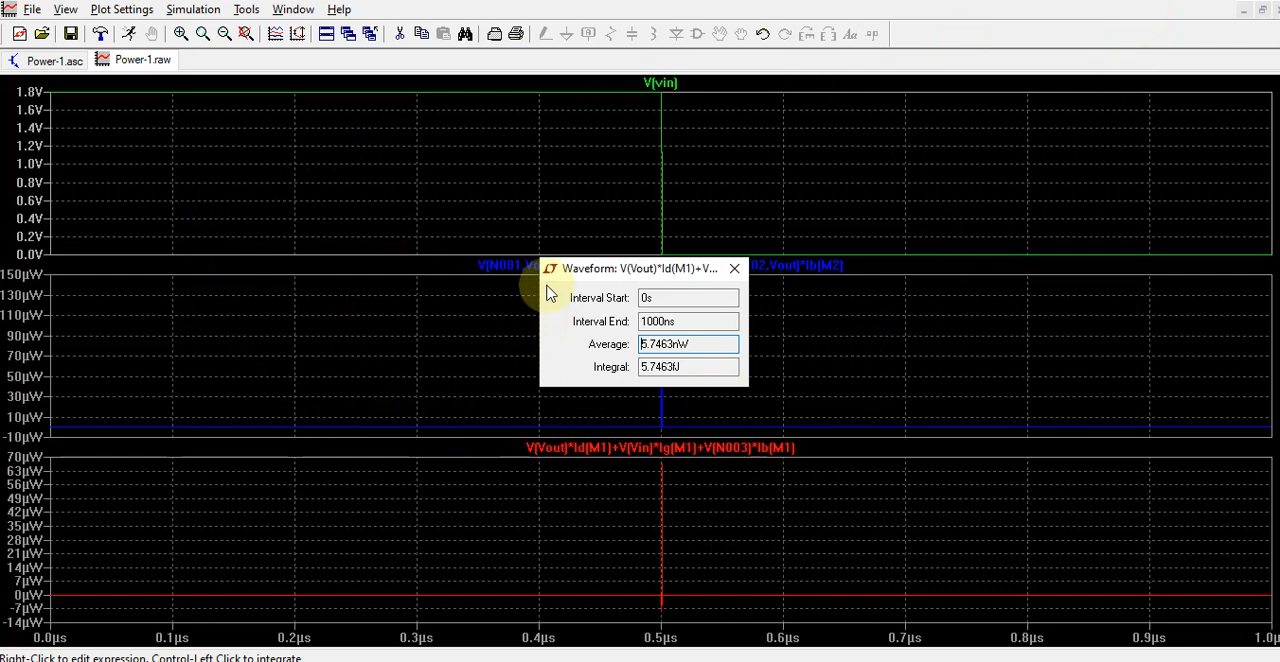 File View Plot Settings Simulation Tools Window Help
Power-1.asc Power-1.raw
V(vin)
1.8V
1.6V
1.4V
1.2V
1.0V
0.8V
0.6V
0.4V
0.2V
0.0V
V(N001,Vi 02,Vout)*Ib(M2)
150µW
130µW
110µW
90µW
70µW
50µW
30µW
10µW
-10µW
Waveform: V(Vout)*Id(M1)+V...
Interval Start: 0s
Interval End: 1000ns
Average: 5.7463nW
Integral: 5.7463fJ
V(Vout)*Id(M1)+V(Vin)*Ig(M1)+V(N003)*Ib(M1)
70µW
63µW
56µW
49µW
42µW
35µW
28µW
21µW
14µW
7µW
0µW
-7µW
-14µW
0.0µs 0.1µs 0.2µs 0.3µs 0.4µs 0.5µs 0.6µs 0.7µs 0.8µs 0.9µs 1.0µ
Right-Click to edit expression. Control-Left Click to integrate